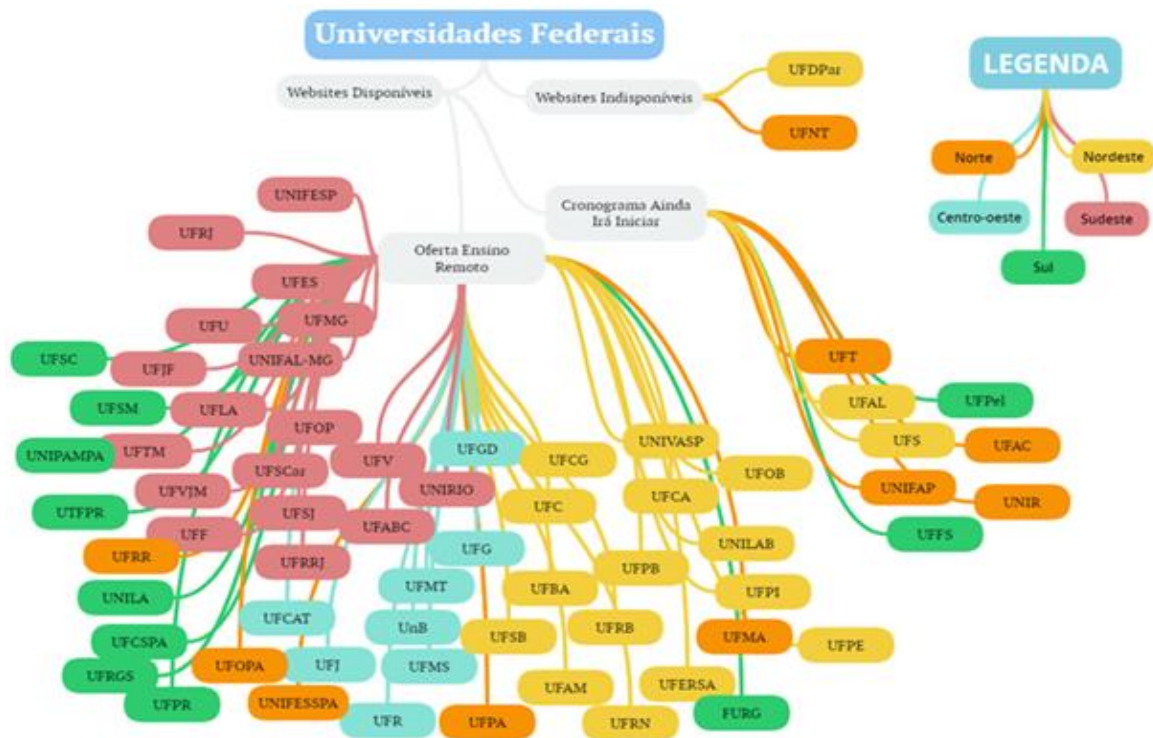 Universidades Federais
LEGENDA
UFDPar
Websites Disponíveis
Websites Indisponíveis
UFNT
Norte
Nordeste
Centro-oeste
Sudeste
Sul
UNIFESP
Cronograma Ainda
Irá Iniciar
UFRJ
Oferta Ensino
Remoto
UFES
UFU
UFMG
UFSC
UFJF
UNIFAL-MG
UFT
UFSM
UFLA
UFAL
UFPel
UFOP
UNIVASP
UFS
UFAC
UNIPAMPA
UFTM
UFV
UFGD
UFCG
UFSCar
UFOB
UFVJM
UNIRIO
UFCA
UNIFAP
UNIR
UTFPR
UFSJ
UFC
UFF
UFABC
UFFS
UFRR
UFG
UNILAB
UFRRJ
UFPB
UNILA
UFMT
UFBA
UFPI
UFCAT
UnB
UFSB
UFRB
UFMA
UFPE
UFCSPA
UFRGS
UFOPA
UFJ
UFMS
UFAM
UFERSA
UFPR
UNIFESSPA
UFR
UFPA
UFRN
FURG